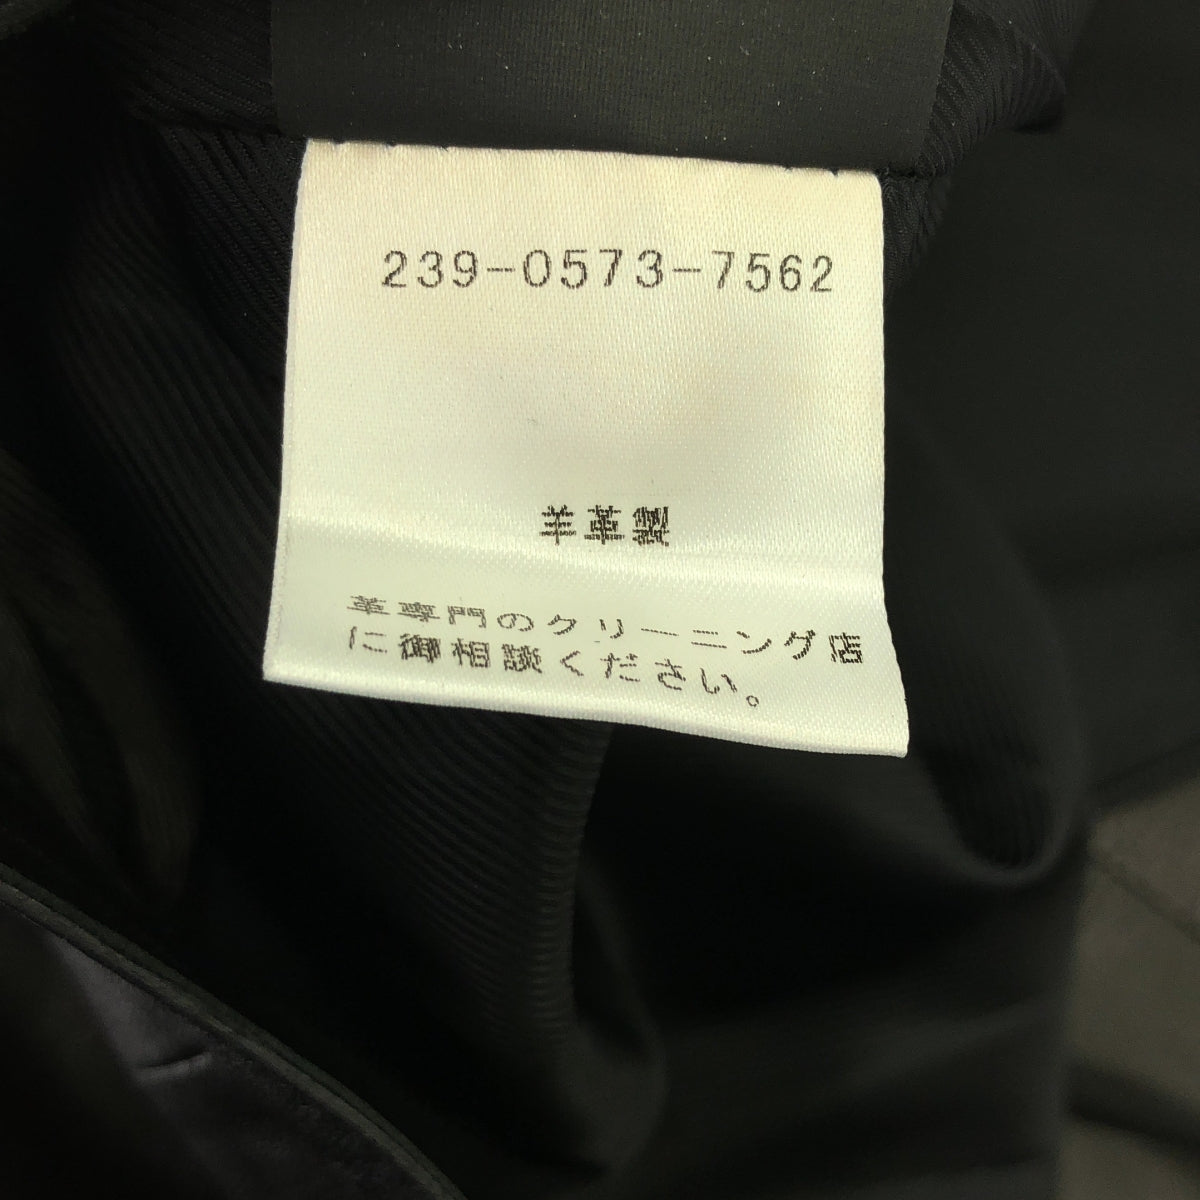 239-0573-7562
羊革製
革専門のクリーニング店
に御相談ください。